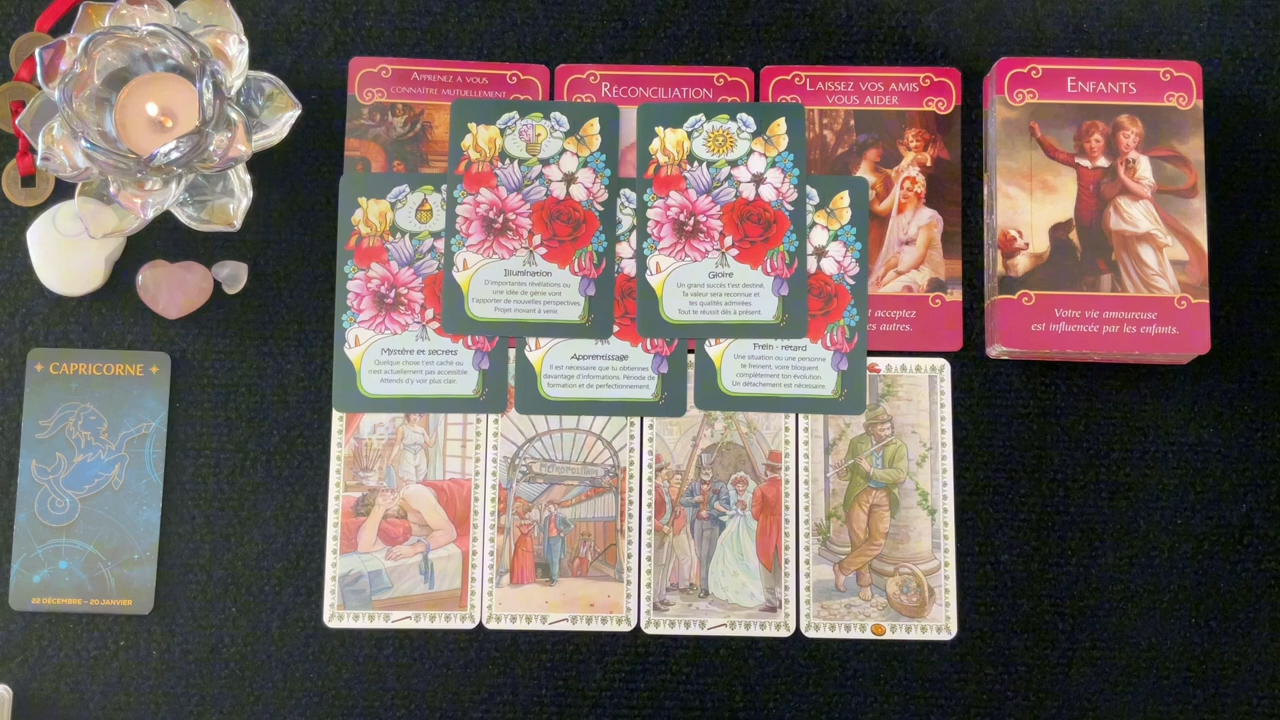 APPRENEZ A VOUS
CONNAÎTRE MUTUELLEMENT
RÉCONCILIATION
LAISSEZ VOS AMIS
VOUS AIDER
ENFANTS
Illumination
D'importantes révélations ou
une idée de génie vont
t'apporter de nouvelles perspectives.
Projet inovant à venir.
Gloire
Un grand succès t'est destiné,
Ta valeur sera reconnue et
tes qualités admirées.
Tout te réussit dès à présent.
t acceptez
es autres.
Votre vie amoureuse
est influencée par les enfants.
Mystère et secrets
Quelque chose t'est caché ou
n'est actuellement pas accessible.
Attends d'y voir plus clair.
Apprentissage
Il est nécessaire que tu obtiennes
davantage d'informations. Période de
formation et de perfectionnement.
Frein - retard
Une situation ou une personne
te freinent, voire bloquent
complètement ton évolution.
Un détachement est nécessaire.
CAPRICORNE
22 DÉCEMBRE – 20 JANVIER
METROPOLITAIN